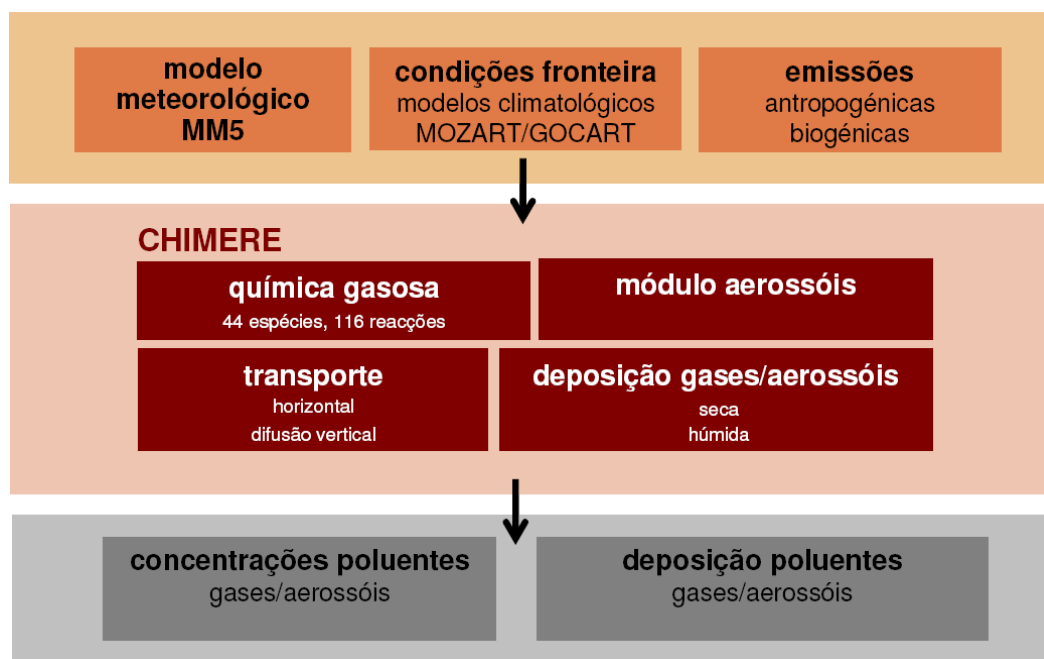 modelo
meteorológico
MM5
condições fronteira
modelos climatológicos
MOZART/GOCART
emissões
antropogénicas
biogénicas
CHIMERE
química gasosa
44 espécies, 116 reacções
módulo aerossóis
transporte
horizontal
difusão vertical
deposição gases/aerossóis
seca
húmida
concentrações poluentes
gases/aerossóis
deposição poluentes
gases/aerossóis